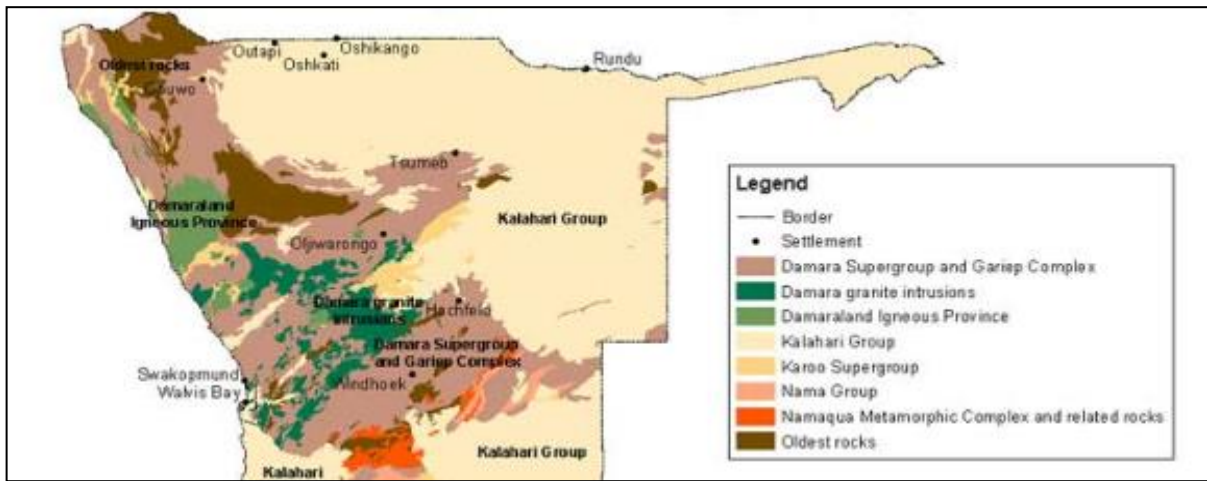 Outapi
Oshikango
Oshkati
Rundu
Oldest rocks
Tsumeb
Damaraland
Igneous Province
Kalahari Group
Otjiwarongo
Damara granite
intrusions
Hochfeld
Damara Supergroup
and Gariep Complex
Swakopmund
Walvis Bay
Windhoek
Kalahari Group
Kalahari
Legend
Border
Settlement
Damara Supergroup and Gariep Complex
Damara granite intrusions
Damaraland Igneous Province
Kalahari Group
Karoo Supergroup
Nama Group
Namaqua Metamorphic Complex and related rocks
Oldest rocks